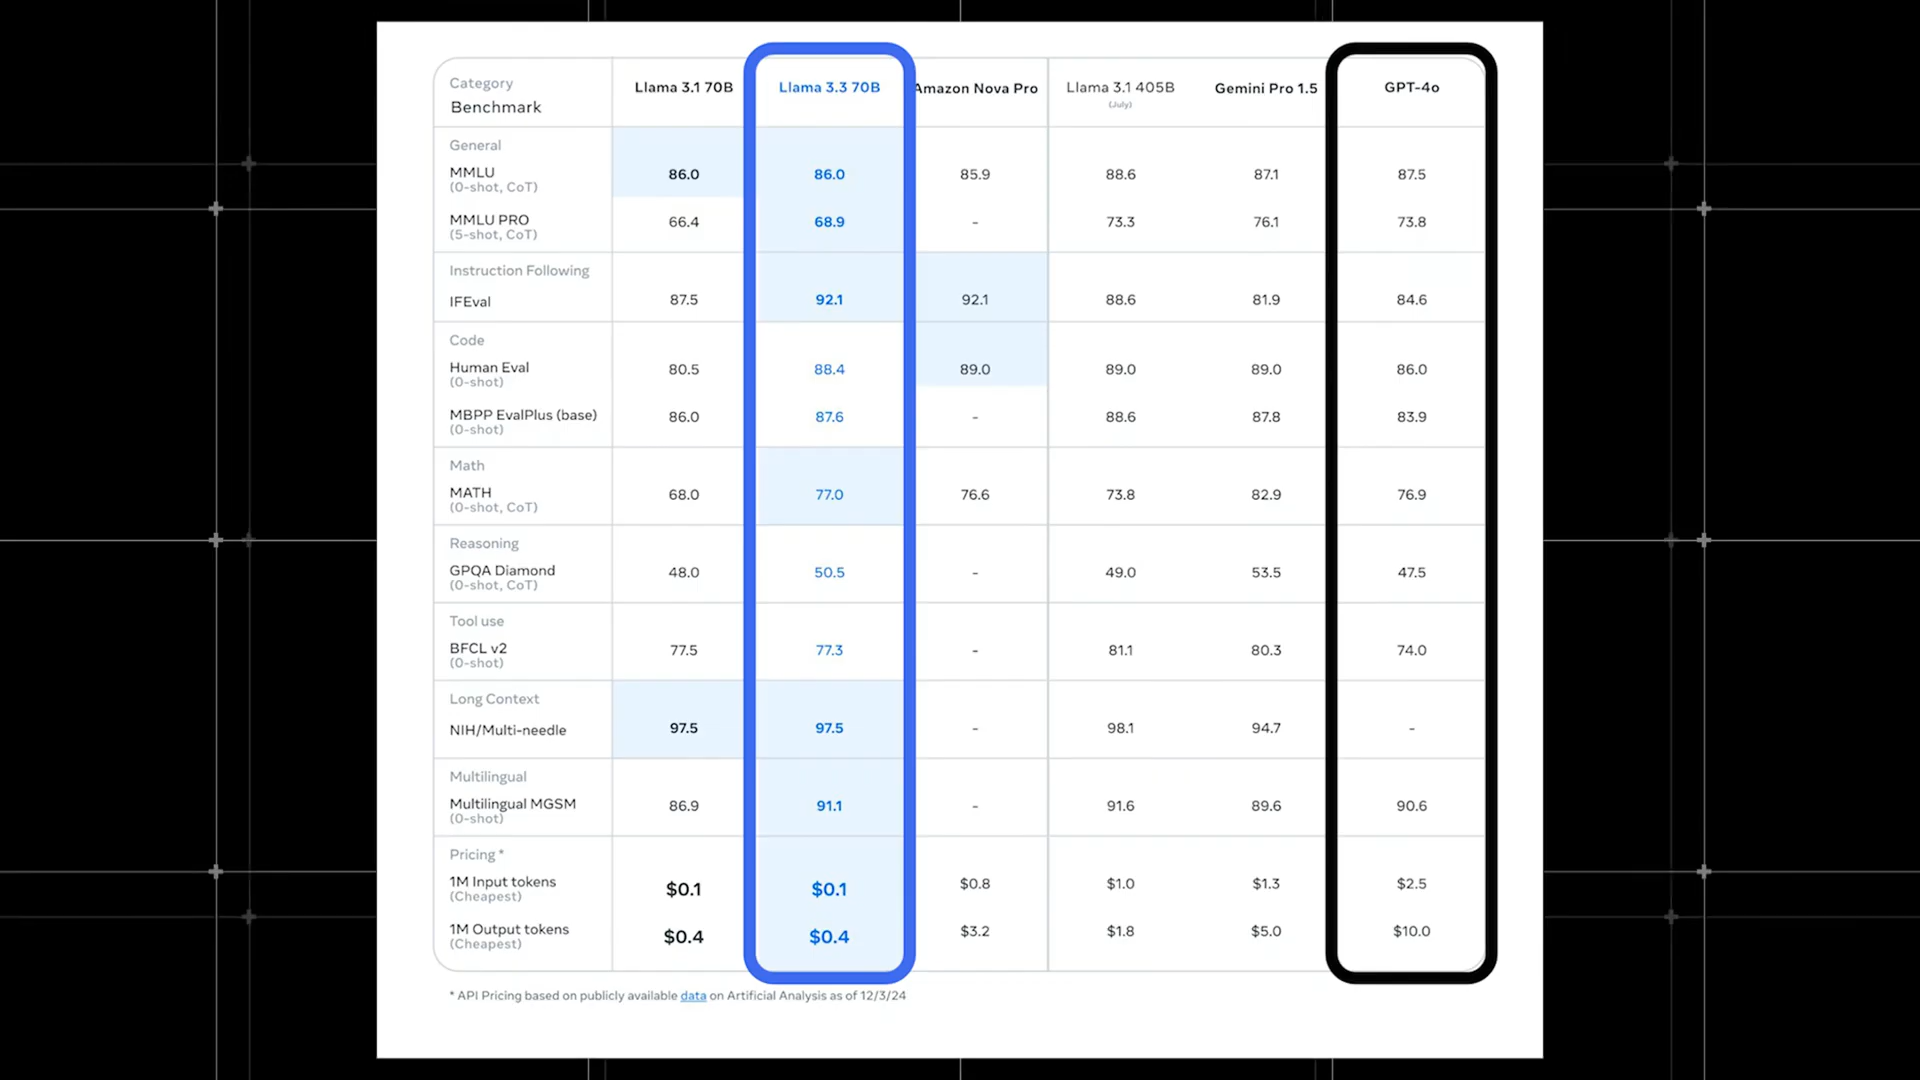 Category
Benchmark
Llama 3.1 70B
Llama 3.3 70B
Amazon Nova Pro
Llama 3.1 405B
(July)
Gemini Pro 1.5
GPT-4o
General
MMLU
(0-shot, CoT)
86.0
86.0
85.9
88.6
87.1
87.5
MMLU PRO
(5-shot, CoT)
66.4
68.9
-
73.3
76.1
73.8
Instruction Following
IFEval
87.5
92.1
92.1
88.6
81.9
84.6
Code
Human Eval
(0-shot)
80.5
88.4
89.0
89.0
89.0
86.0
MBPP EvalPlus (base)
(0-shot)
86.0
87.6
-
88.6
87.8
83.9
Math
MATH
(0-shot, CoT)
68.0
77.0
76.6
73.8
82.9
76.9
Reasoning
GPQA Diamond
(0-shot, CoT)
48.0
50.5
-
49.0
53.5
47.5
Tool use
BFCL v2
(0-shot)
77.5
77.3
-
81.1
80.3
74.0
Long Context
NIH/Multi-needle
97.5
97.5
-
98.1
94.7
-
Multilingual
Multilingual MGSM
(0-shot)
86.9
91.1
-
91.6
89.6
90.6
Pricing *
1M Input tokens
(Cheapest)
$0.1
$0.1
$0.8
$1.0
$1.3
$2.5
1M Output tokens
(Cheapest)
$0.4
$0.4
$3.2
$1.8
$5.0
$10.0
* API Pricing based on publicly available data on Artificial Analysis as of 12/3/24